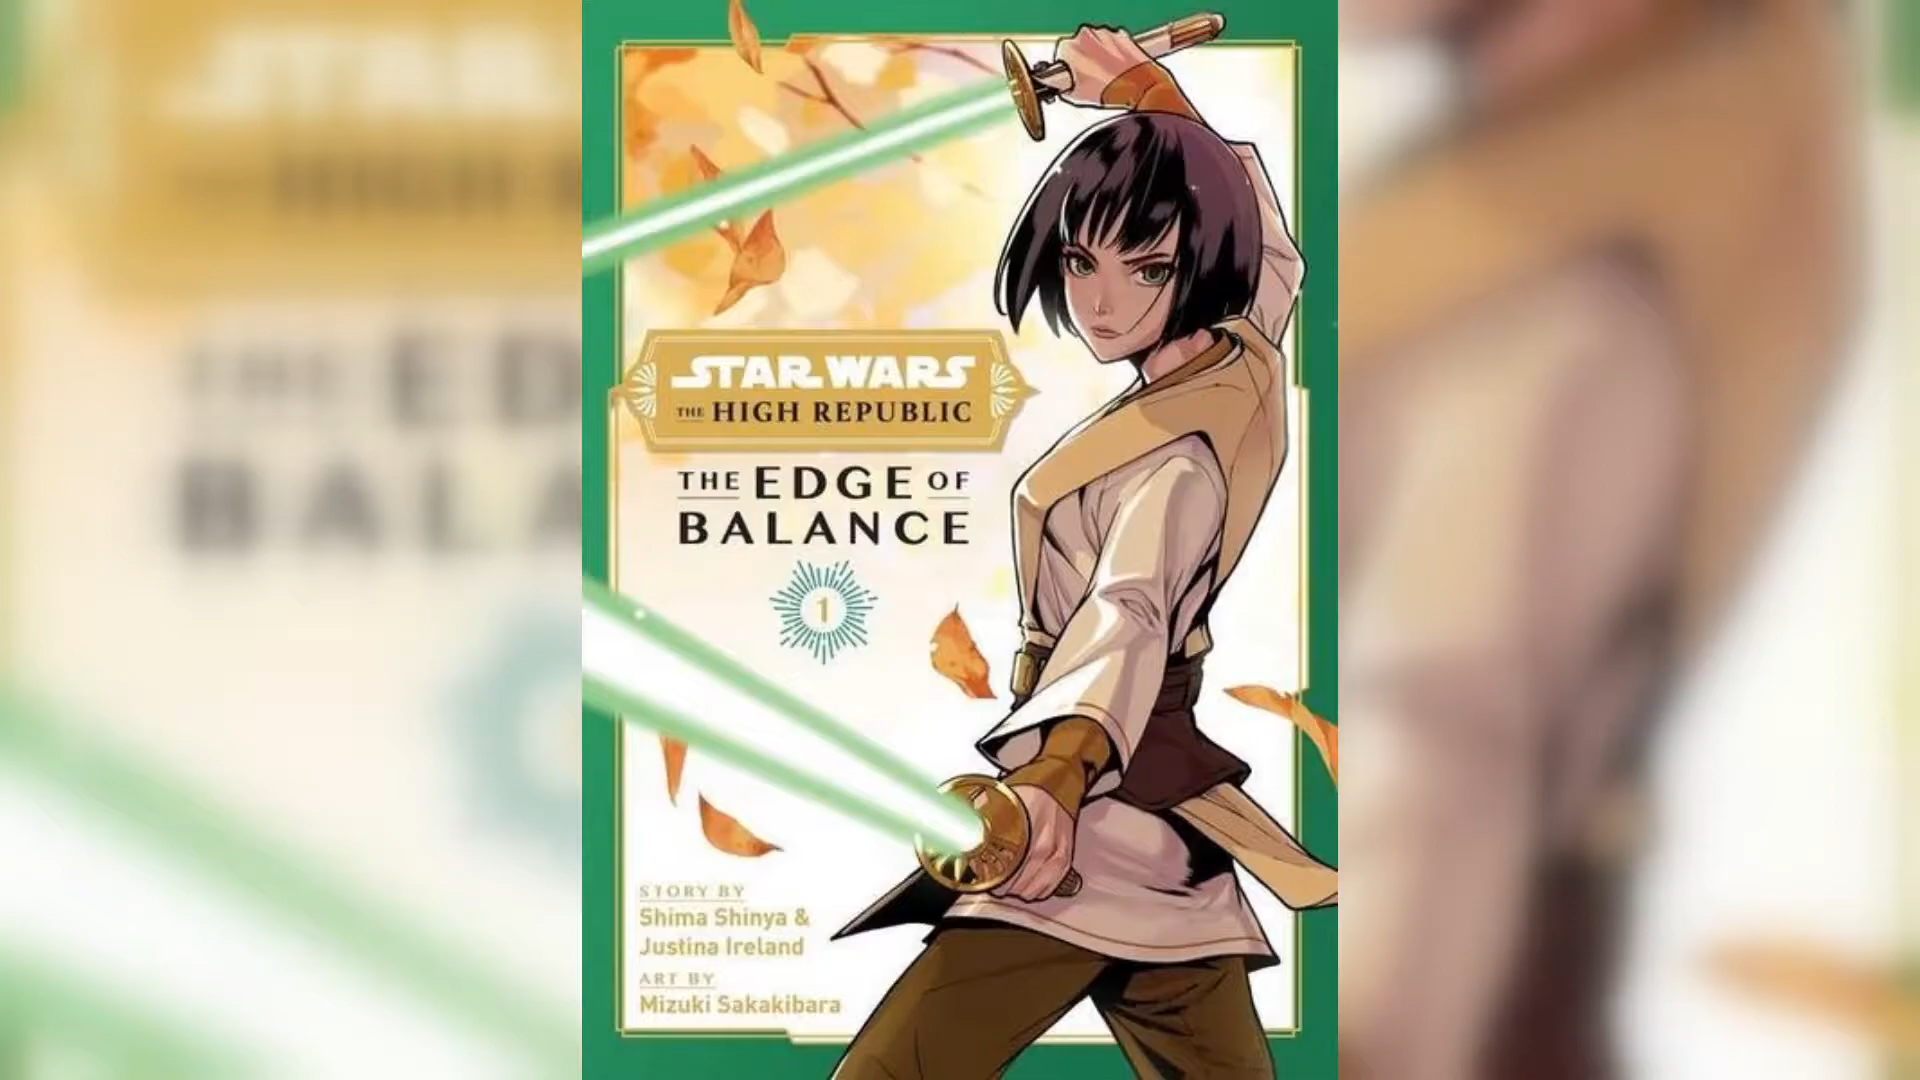 STAR WARS
THE HIGH REPUBLIC
THE EDGE OF
BALANCE
1
STORY BY
Shima Shinya &
Justina Ireland
ART BY
Mizuki Sakakibara